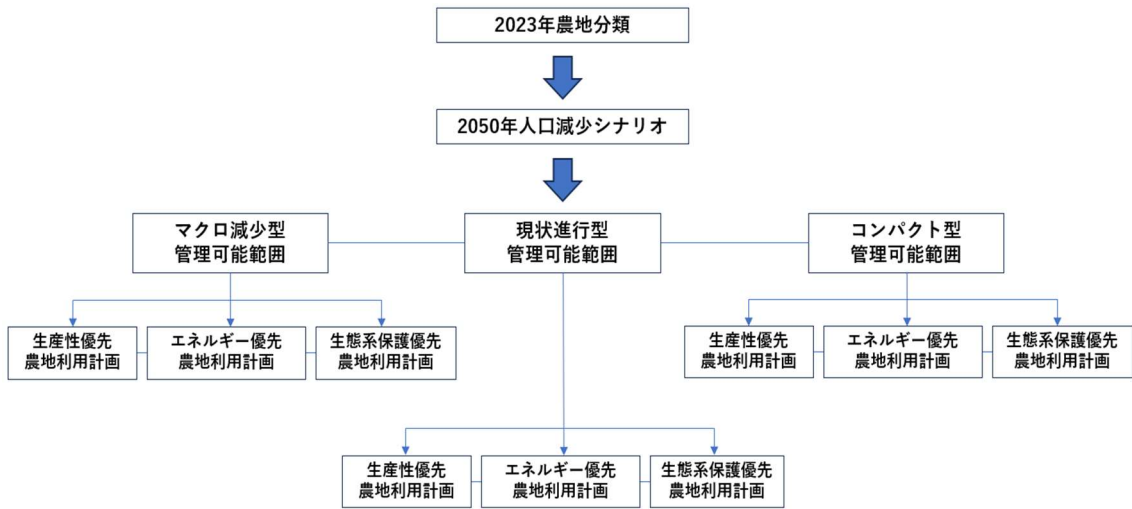 2023年農地分類
2050年人口減少シナリオ
マクロ減少型
管理可能範囲
現状進行型
管理可能範囲
コンパクト型
管理可能範囲
生産性優先
農地利用計画
エネルギー優先
農地利用計画
生態系保護優先
農地利用計画
生産性優先
農地利用計画
エネルギー優先
農地利用計画
生態系保護優先
農地利用計画
生産性優先
農地利用計画
エネルギー優先
農地利用計画
生態系保護優先
農地利用計画